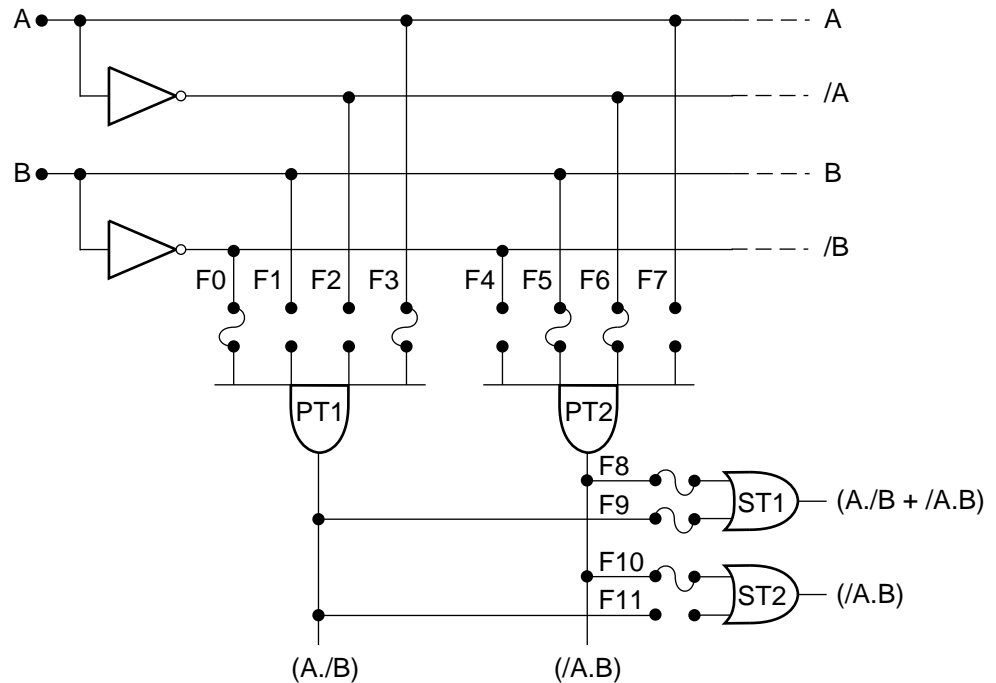 A A
/A
B B
/B
F0 F1 F2 F3 F4 F5 F6 F7
PT1 PT2
F8
ST1 (A./B + /A.B)
F9
F10
ST2 (/A.B)
F11
(A./B) (/A.B)